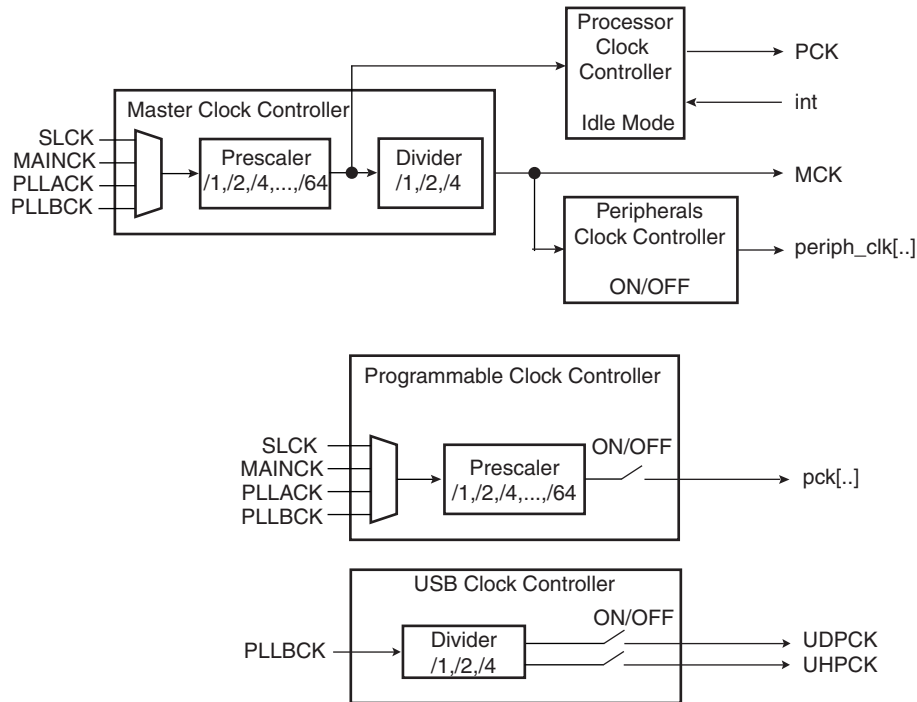 Processor
Clock
Controller
Idle Mode
PCK
int
Master Clock Controller
SLCK
MAINCK
PLLACK
PLLBCK
Prescaler
/1,/2,/4,...,/64
Divider
/1,/2,/4
MCK
Peripherals
Clock Controller
ON/OFF
periph_clk[..]
Programmable Clock Controller
SLCK
MAINCK
PLLACK
PLLBCK
Prescaler
/1,/2,/4,...,/64
ON/OFF
pck[..]
USB Clock Controller
PLLBCK
Divider
/1,/2,/4
ON/OFF
UDPCK
UHPCK